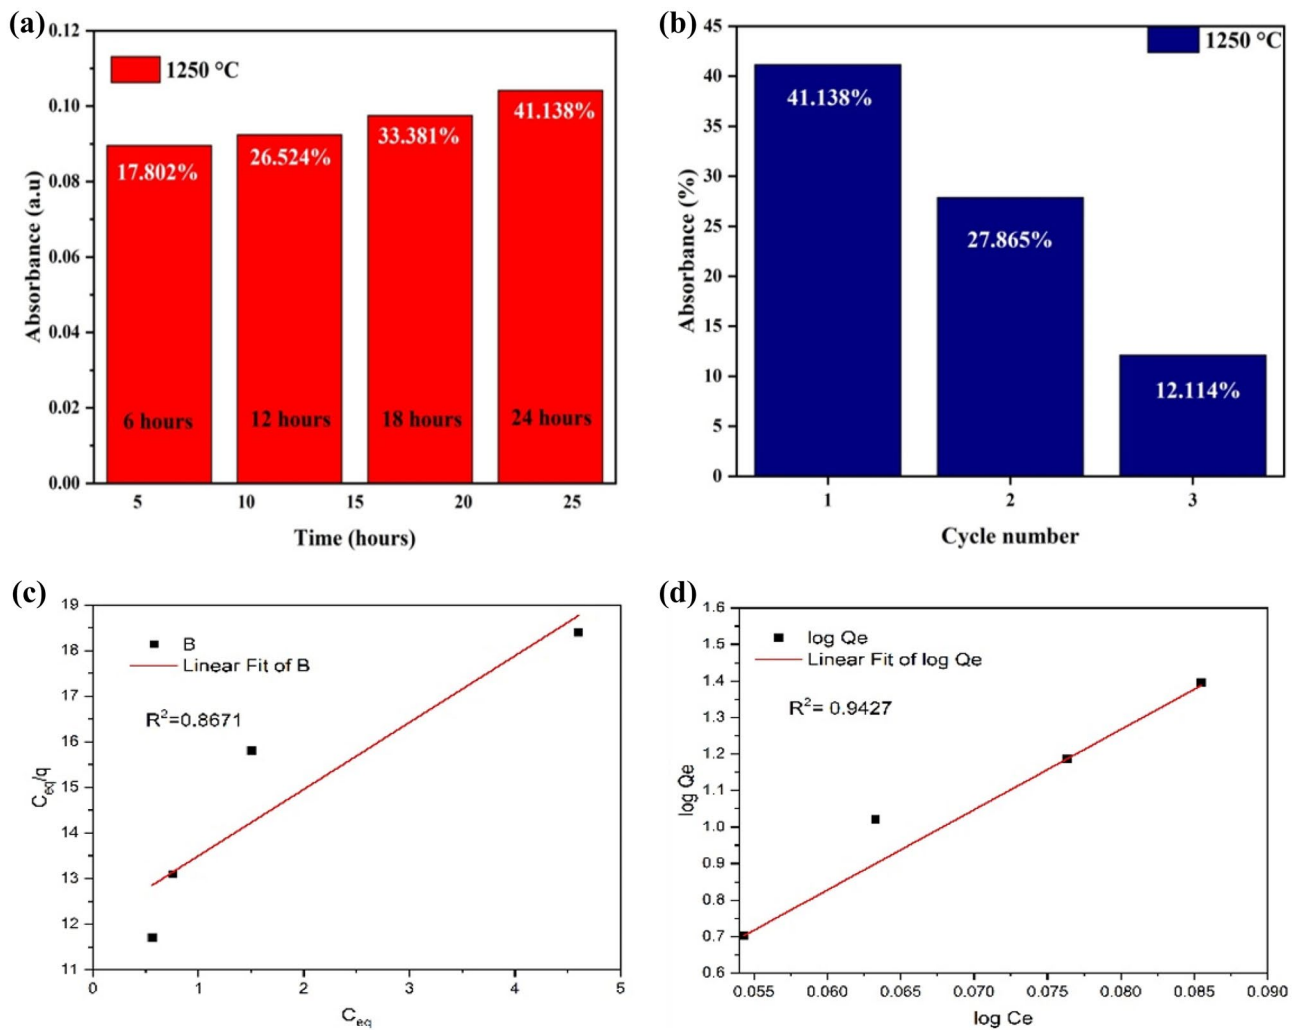 (a)
0.12
0.10
0.08
0.06
0.04
0.02
0.00
Absorbance (a.u)
1250 °C
17.802%
26.524%
33.381%
41.138%
6 hours
12 hours
18 hours
24 hours
5 10 15 20 25
Time (hours)
(b)
45
40
35
30
25
20
15
10
5
0
Absorbance (%)
1250 °C
41.138%
27.865%
12.114%
1 2 3
Cycle number
(c)
19
18
17
16
15
14
13
12
11
C_eq/q
B
Linear Fit of B
R²=0.8671
0 1 2 3 4 5
C_eq
(d)
1.6
1.5
1.4
1.3
1.2
1.1
1.0
0.9
0.8
0.7
0.6
log Qe
log Qe
Linear Fit of log Qe
R²= 0.9427
0.055 0.060 0.065 0.070 0.075 0.080 0.085 0.090
log Ce